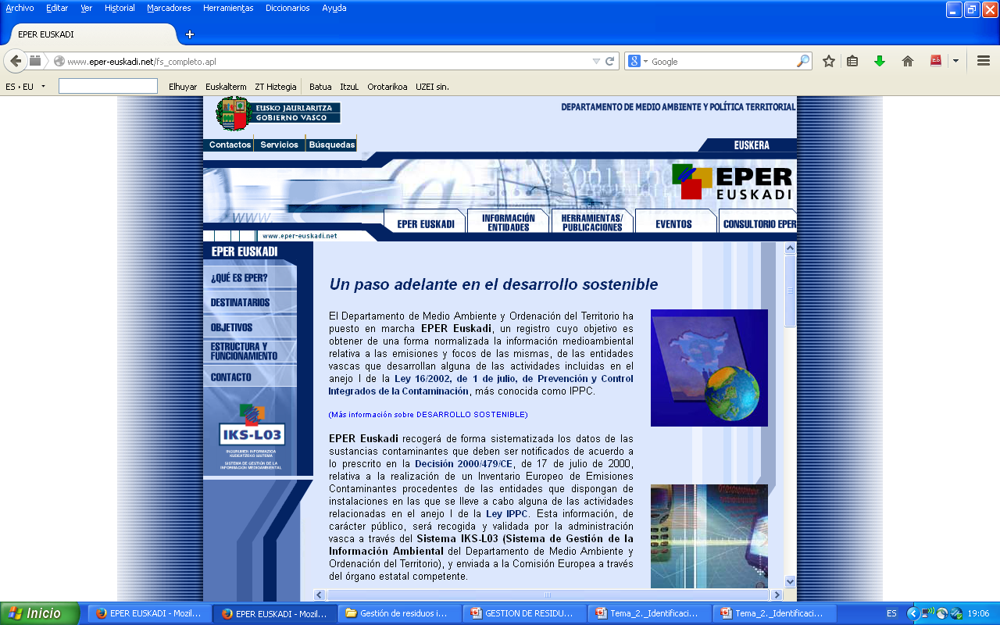 Archivo Editar Ver Historial Marcadores Herramientas Diccionarios Ayuda
EPER EUSKADI
www.eper-euskadi.net/fs_completo.apl
Google
ES › EU Elhuyar Euskalterm ZT Hiztegia Batua ItzuL Orotarikoa UZEI sin.
EUSKO JAURLARITZA
GOBIERNO VASCO
DEPARTAMENTO DE MEDIO AMBIENTE Y POLÍTICA TERRITORIAL
Contactos Servicios Búsquedas
EUSKERA
EPER
EUSKADI
www.
EPER EUSKADI
INFORMACIÓN
ENTIDADES
HERRAMIENTAS/
PUBLICACIONES
EVENTOS
CONSULTORIO EPER
www.eper-euskadi.net
EPER EUSKADI
¿QUÉ ES EPER?
DESTINATARIOS
OBJETIVOS
ESTRUCTURA Y
FUNCIONAMIENTO
CONTACTO
IKS-L03
INGURUMEN INFORMAZIOA
KUDEATZEKO SISTEMA
SISTEMA DE GESTIÓN DE LA
INFORMACIÓN MEDIOAMBIENTAL
Un paso adelante en el desarrollo sostenible
El Departamento de Medio Ambiente y Ordenación del Territorio ha
puesto en marcha EPER Euskadi, un registro cuyo objetivo es
obtener de una forma normalizada la información medioambiental
relativa a las emisiones y focos de las mismas, de las entidades
vascas que desarrollan alguna de las actividades incluidas en el
anejo I de la Ley 16/2002, de 1 de julio, de Prevención y Control
Integrados de la Contaminación, más conocida como IPPC.
(Más información sobre DESARROLLO SOSTENIBLE)
EPER Euskadi recogerá de forma sistematizada los datos de las
sustancias contaminantes que deben ser notificados de acuerdo a
lo prescrito en la Decisión 2000/479/CE, de 17 de julio de 2000,
relativa a la realización de un Inventario Europeo de Emisiones
Contaminantes procedentes de las entidades que dispongan de
instalaciones en las que se lleve a cabo alguna de las actividades
relacionadas en el anejo I de la Ley IPPC. Esta información, de
carácter público, será recogida y validada por la administración
vasca a través del Sistema IKS-L03 (Sistema de Gestión de la
Información Ambiental del Departamento de Medio Ambiente y
Ordenación del Territorio), y enviada a la Comisión Europea a través
del órgano estatal competente.
Inicio EPER EUSKADI - Mozil... EPER EUSKADI - Mozil... Gestión de residuos i... GESTION DE RESIDU... Tema_2._Identificaci... Tema_2._Identificaci... ES 19:06